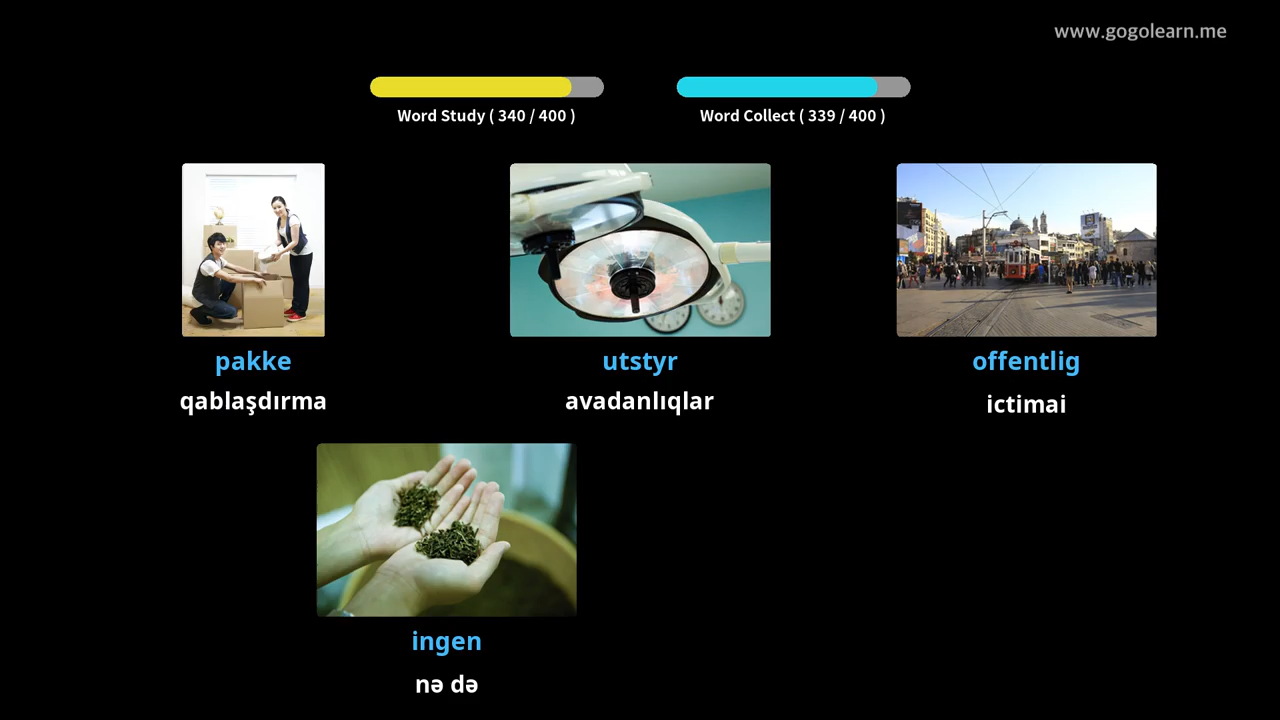 www.gogolearn.me
Word Study ( 340 / 400 )
Word Collect ( 339 / 400 )
pakke
utstyr
offentlig
qablaşdırma
avadanlıqlar
ictimai
ingen
nə də